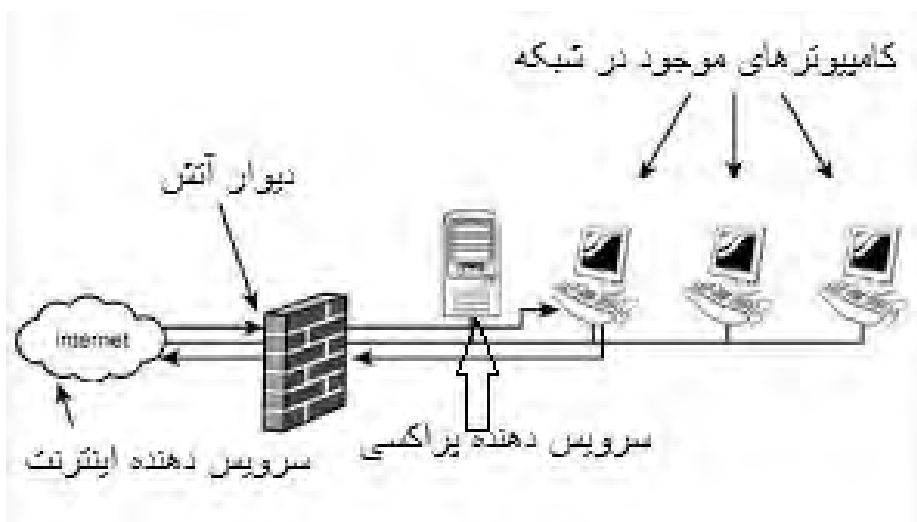 کامپیوترهای موجود در شبکه
دیوار آتش
Internet
سرویس دهنده پراکسی
سرویس دهنده اینترنت